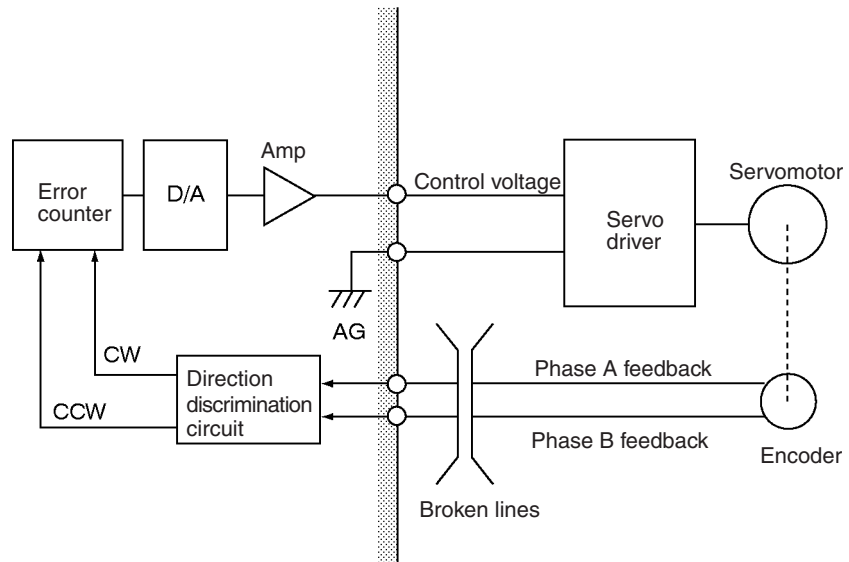 Amp
Error
counter
D/A
Control voltage
Servomotor
Servo
driver
AG
CW
CCW
Direction
discrimination
circuit
Phase A feedback
Phase B feedback
Encoder
Broken lines